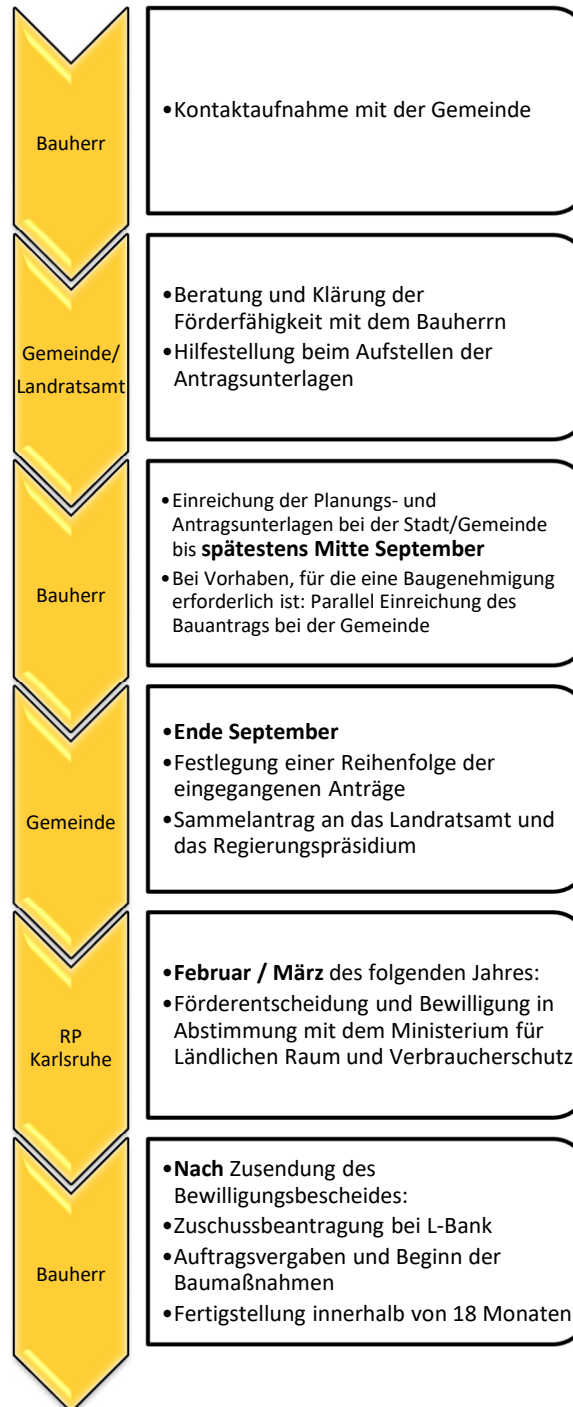 Bauherr
•Kontaktaufnahme mit der Gemeinde
Gemeinde/
Landratsamt
•Beratung und Klärung der
Förderfähigkeit mit dem Bauherrn
•Hilfestellung beim Aufstellen der
Antragsunterlagen
Bauherr
•Einreichung der Planungs- und
Antragsunterlagen bei der Stadt/Gemeinde
bis spätestens Mitte September
•Bei Vorhaben, für die eine Baugenehmigung
erforderlich ist: Parallel Einreichung des
Bauantrags bei der Gemeinde
Gemeinde
•Ende September
•Festlegung einer Reihenfolge der
eingegangenen Anträge
•Sammelantrag an das Landratsamt und
das Regierungspräsidium
RP
Karlsruhe
•Februar / März des folgenden Jahres:
•Förderentscheidung und Bewilligung in
Abstimmung mit dem Ministerium für
Ländlichen Raum und Verbraucherschutz
Bauherr
•Nach Zusendung des
Bewilligungsbescheides:
•Zuschussbeantragung bei L-Bank
•Auftragsvergaben und Beginn der
Baumaßnahmen
•Fertigstellung innerhalb von 18 Monaten